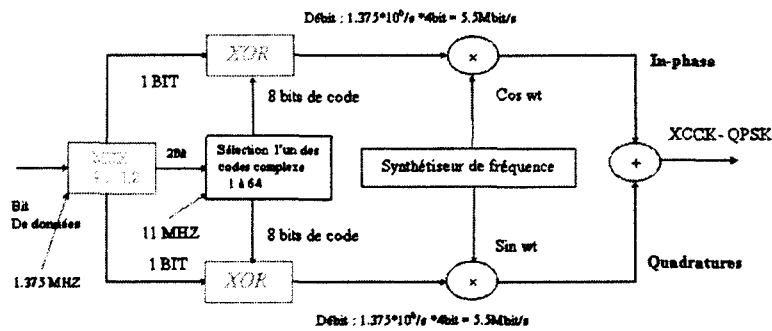 Débit : 1.375*10⁶/s *4bit = 5.5Mbit/s
XOR
In-phase
1 BIT
8 bits de code
Cos wt
XCCK - QPSK
MUX
2Bit
Sélection l'un des
codes complexe
1 à 64
Synthétiseur de fréquence
Bit
De données
11 MHZ
8 bits de code
Sin wt
1.375 MHZ
1 BIT
XOR
Quadratures
Débit : 1.375*10⁶/s *4bit = 5.5Mbit/s